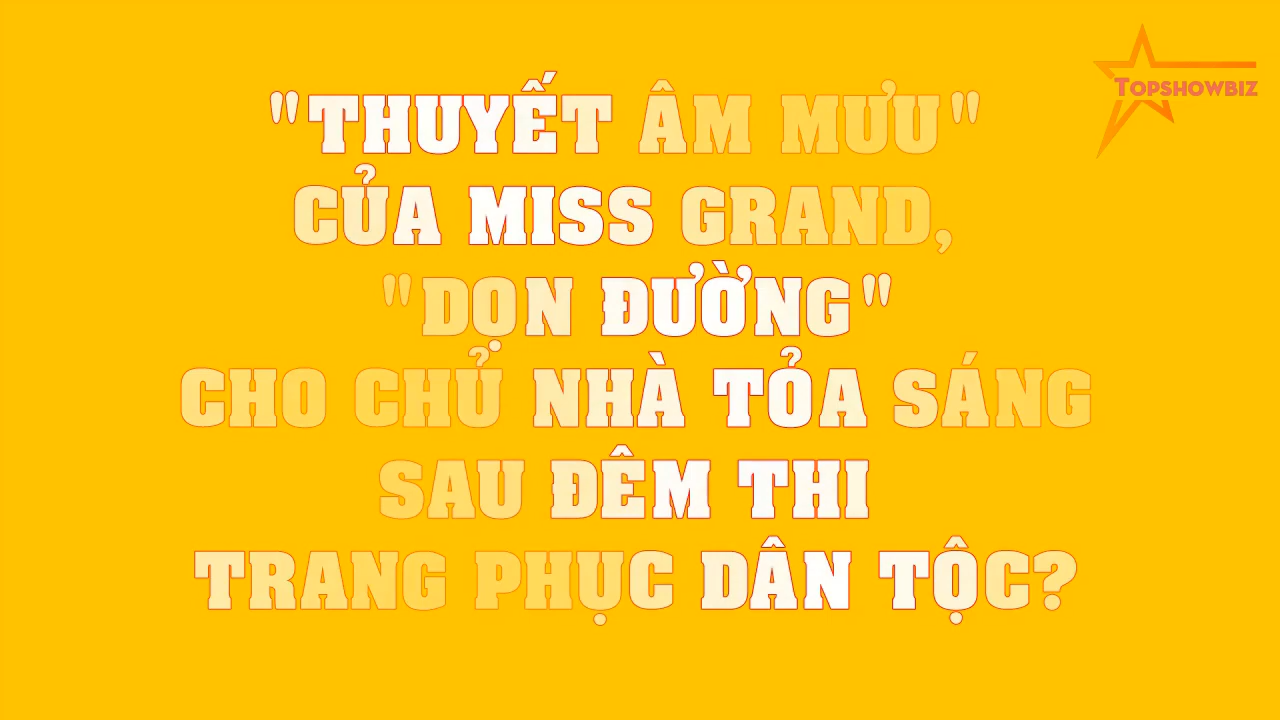 TOPSHOWBIZ
"THUYẾT ÂM MƯU"
CỦA MISS GRAND,
"DỌN ĐƯỜNG"
CHO CHỦ NHÀ TỎA SÁNG
SAU ĐÊM THI
TRANG PHỤC DÂN TỘC?